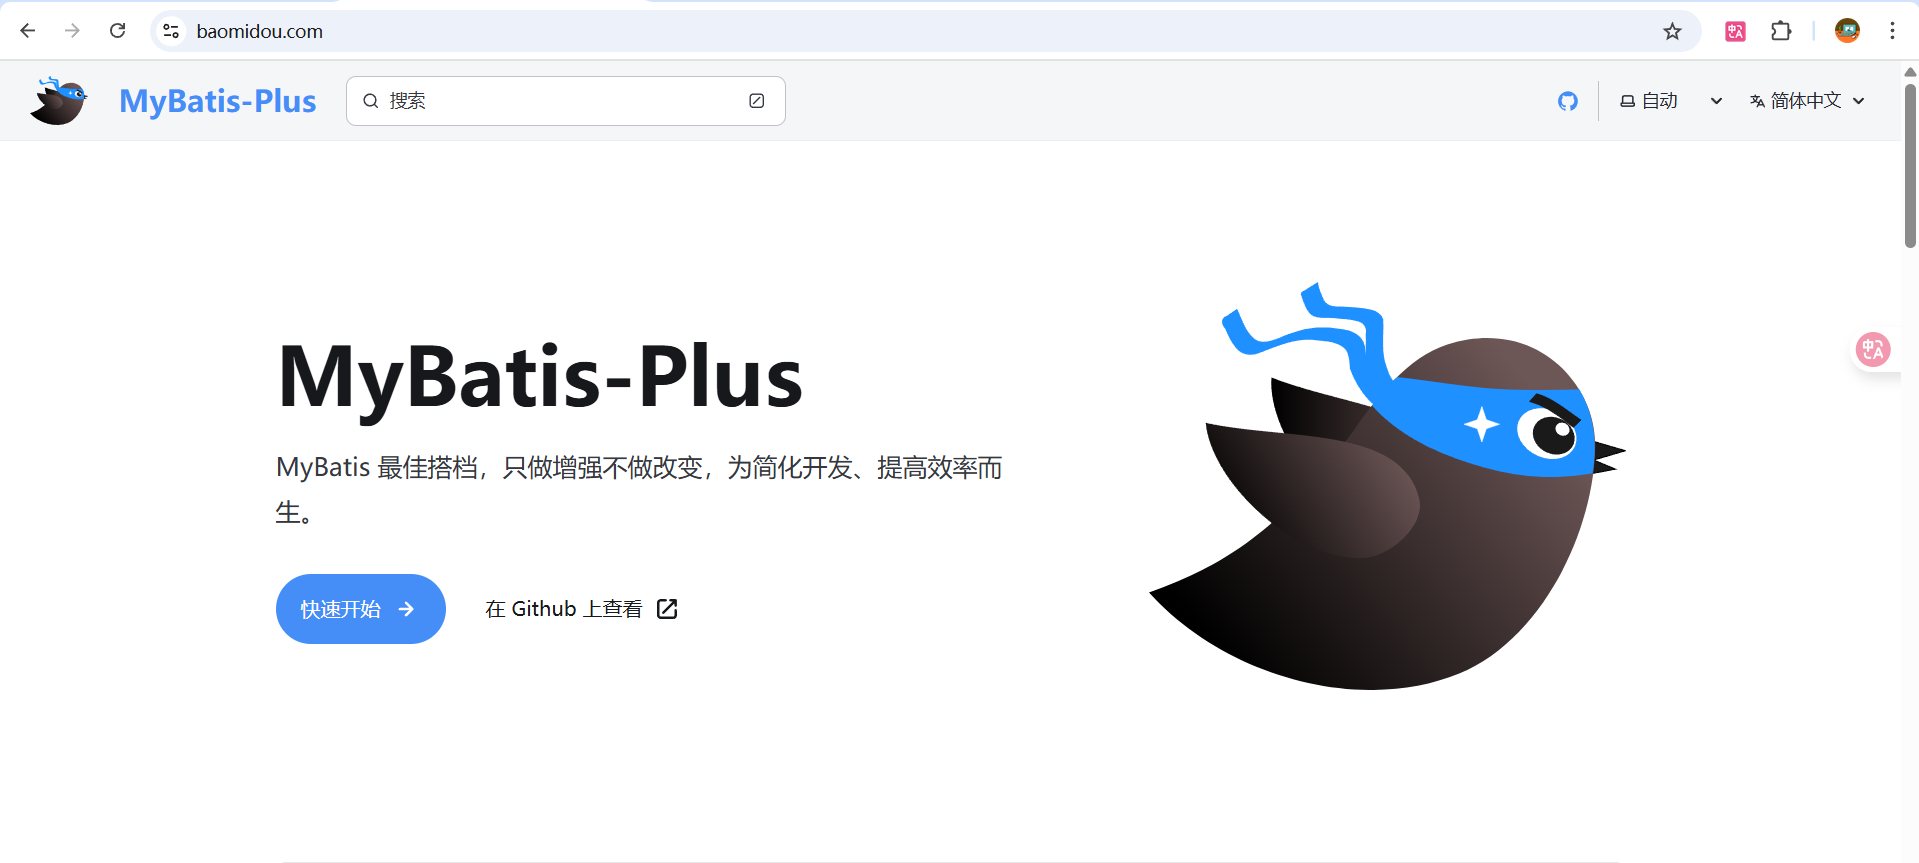 baomidou.com
MyBatis-Plus
搜索
自动
简体中文
MyBatis-Plus
MyBatis 最佳搭档，只做增强不做改变，为简化开发、提高效率而
生。
快速开始
在 Github 上查看